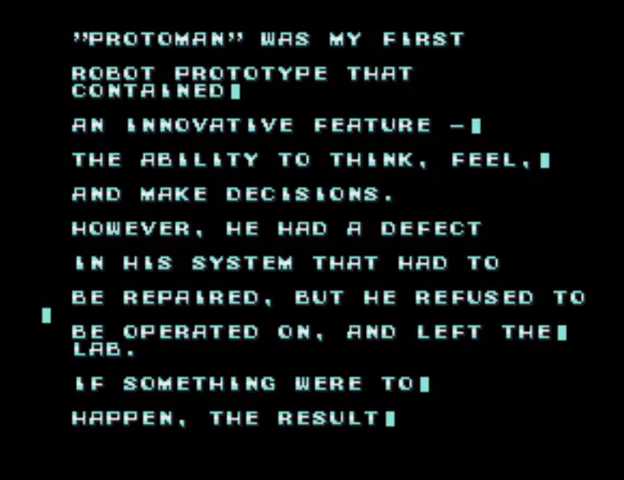 "PROTOMAN" WAS MY FIRST
ROBOT PROTOTYPE THAT
CONTAINED
AN INNOVATIVE FEATURE -
THE ABILITY TO THINK, FEEL,
AND MAKE DECISIONS.
HOWEVER, HE HAD A DEFECT
IN HIS SYSTEM THAT HAD TO
BE REPAIRED, BUT HE REFUSED TO
BE OPERATED ON, AND LEFT THE
LAB.
IF SOMETHING WERE TO
HAPPEN, THE RESULT